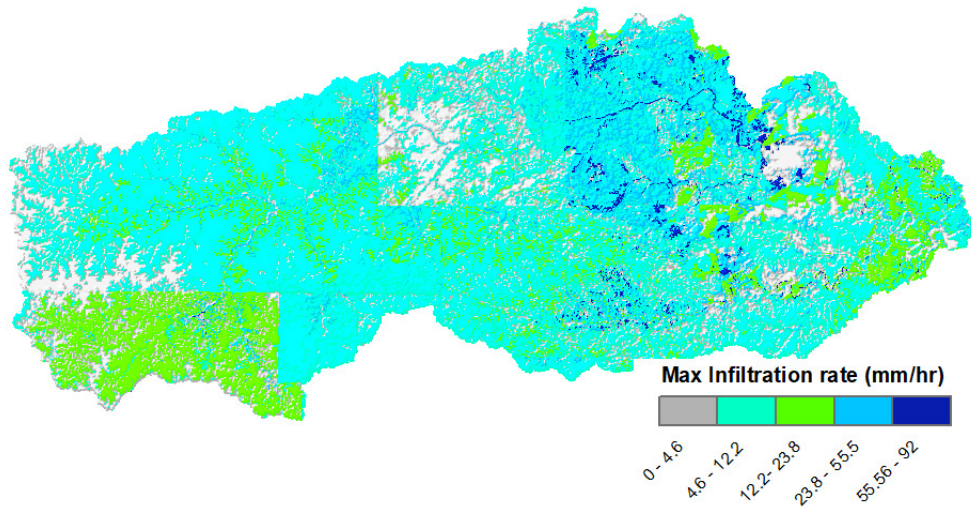 Max Infiltration rate (mm/hr)
0 - 4.6
4.6 - 12.2
12.2- 23.8
23.8 - 55.5
55.56 - 92